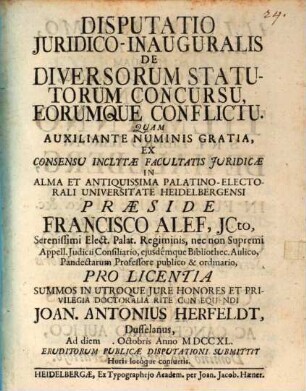 29.
DISPUTATIO
JURIDICO-INAUGURALIS
DE
DIVERSORUM STATU-
TORUM CONCURSU,
EORUMQUE CONFLICTU.
QUAM
AUXILIANTE NUMINIS GRATIA,
EX
CONSENSU INCLYTÆ FACULTATIS JURIDICÆ
IN
ALMA ET ANTIQUISSIMA PALATINO-ELECTO-
RALI UNIVERSITATE HEIDELBERGENSI
PRÆSIDE
FRANCISCO ALEF, JCto,
Serenissimi Elect. Palat. Regiminis, nec non Supremi
Appell. Judicii Consiliario, ejusdemque Bibliothec. Aulico,
Pandectarum Professore publico & ordinario,
PRO LICENTIA
SUMMOS IN UTROQUE JURE HONORES ET PRI-
VILEGIA DOCTORALIA RITE CONSEQUENDI
JOAN. ANTONIUS HERFELDT,
Dusselanus,
Ad diem . Octobris Anno MDCCXL.
ERUDITORUM PUBLICÆ DISPUTATIONI SUBMITTIT
Horis locoque consuetis.
HEIDELBERGÆ, Ex Typographejo Academ. per Joan. Jacob. Hæner.